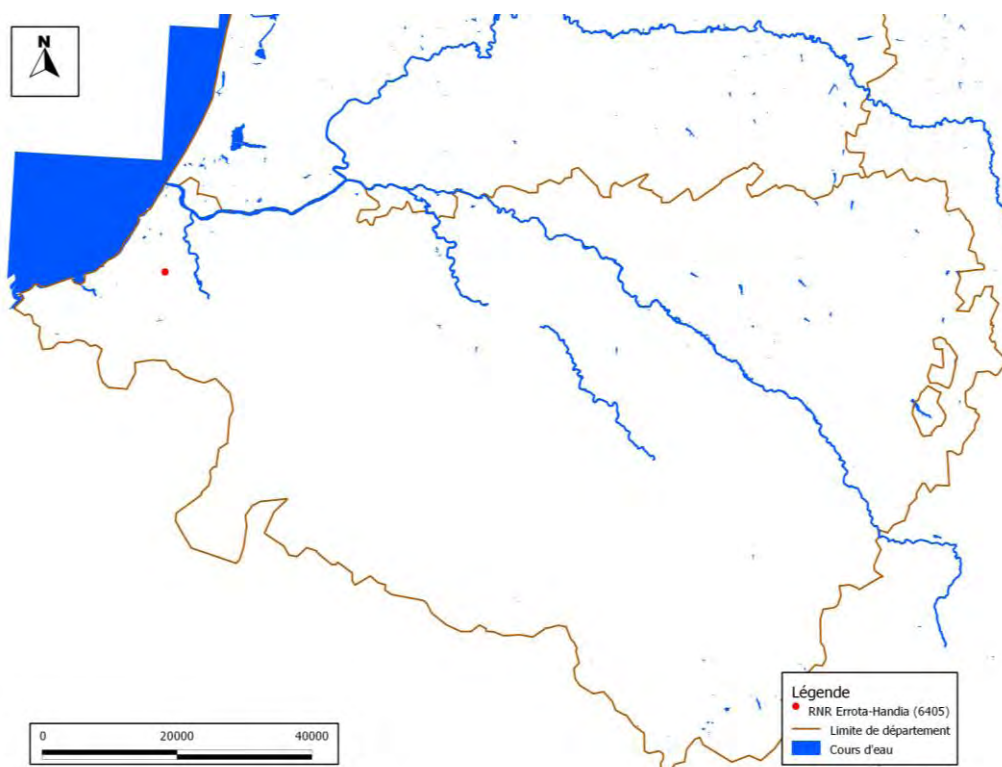 N
0 20000 40000
Légende
RNR Errota-Handia (6405)
Limite de département
Cours d'eau